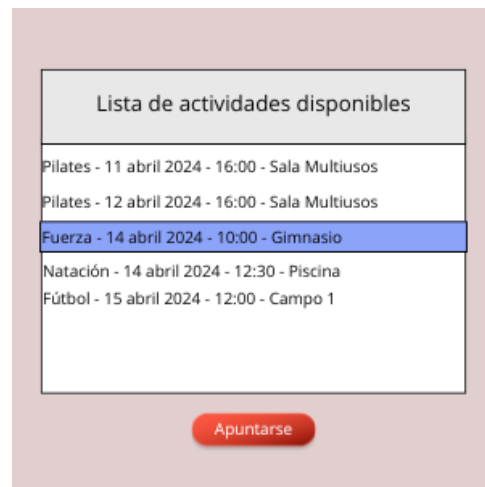 Lista de actividades disponibles
Pilates - 11 abril 2024 - 16:00 - Sala Multiusos
Pilates - 12 abril 2024 - 16:00 - Sala Multiusos
Fuerza - 14 abril 2024 - 10:00 - Gimnasio
Natación - 14 abril 2024 - 12:30 - Piscina
Fútbol - 15 abril 2024 - 12:00 - Campo 1
Apuntarse